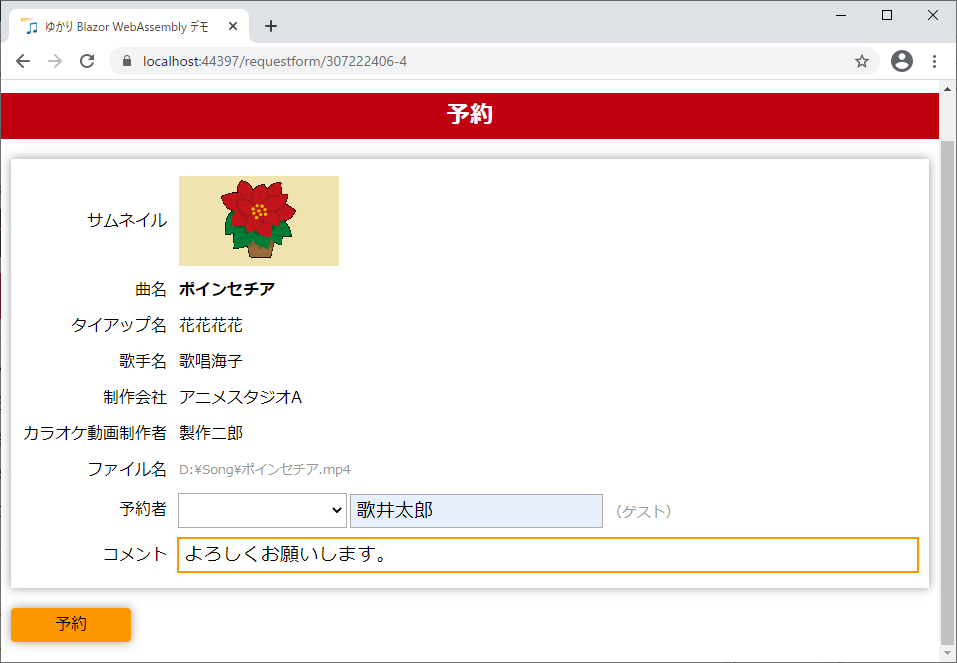 ゆかり Blazor WebAssembly デモ
localhost:44397/requestform/307222406-4
予約
サムネイル
曲名 ポインセチア
タイアップ名 花花花花
歌手名 歌唱海子
制作会社 アニメスタジオA
カラオケ動画制作者 製作二郎
ファイル名 D:¥Song¥ポインセチア.mp4
予約者 歌井太郎 （ゲスト）
コメント よろしくお願いします。
予約